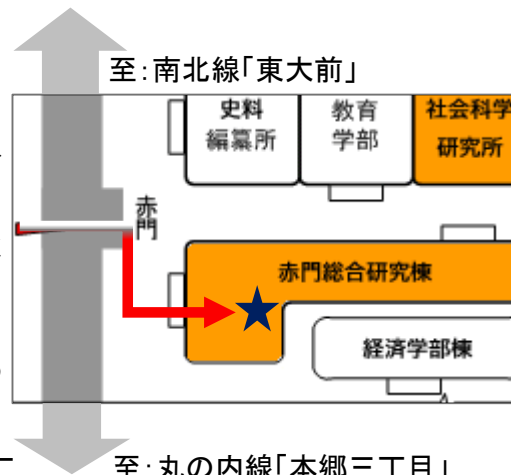 至:南北線「東大前」
史料
編纂所
教育
学部
社会科学
研究所
赤門
赤門総合研究棟
経済学部棟
至:丸の内線「本郷三丁目」